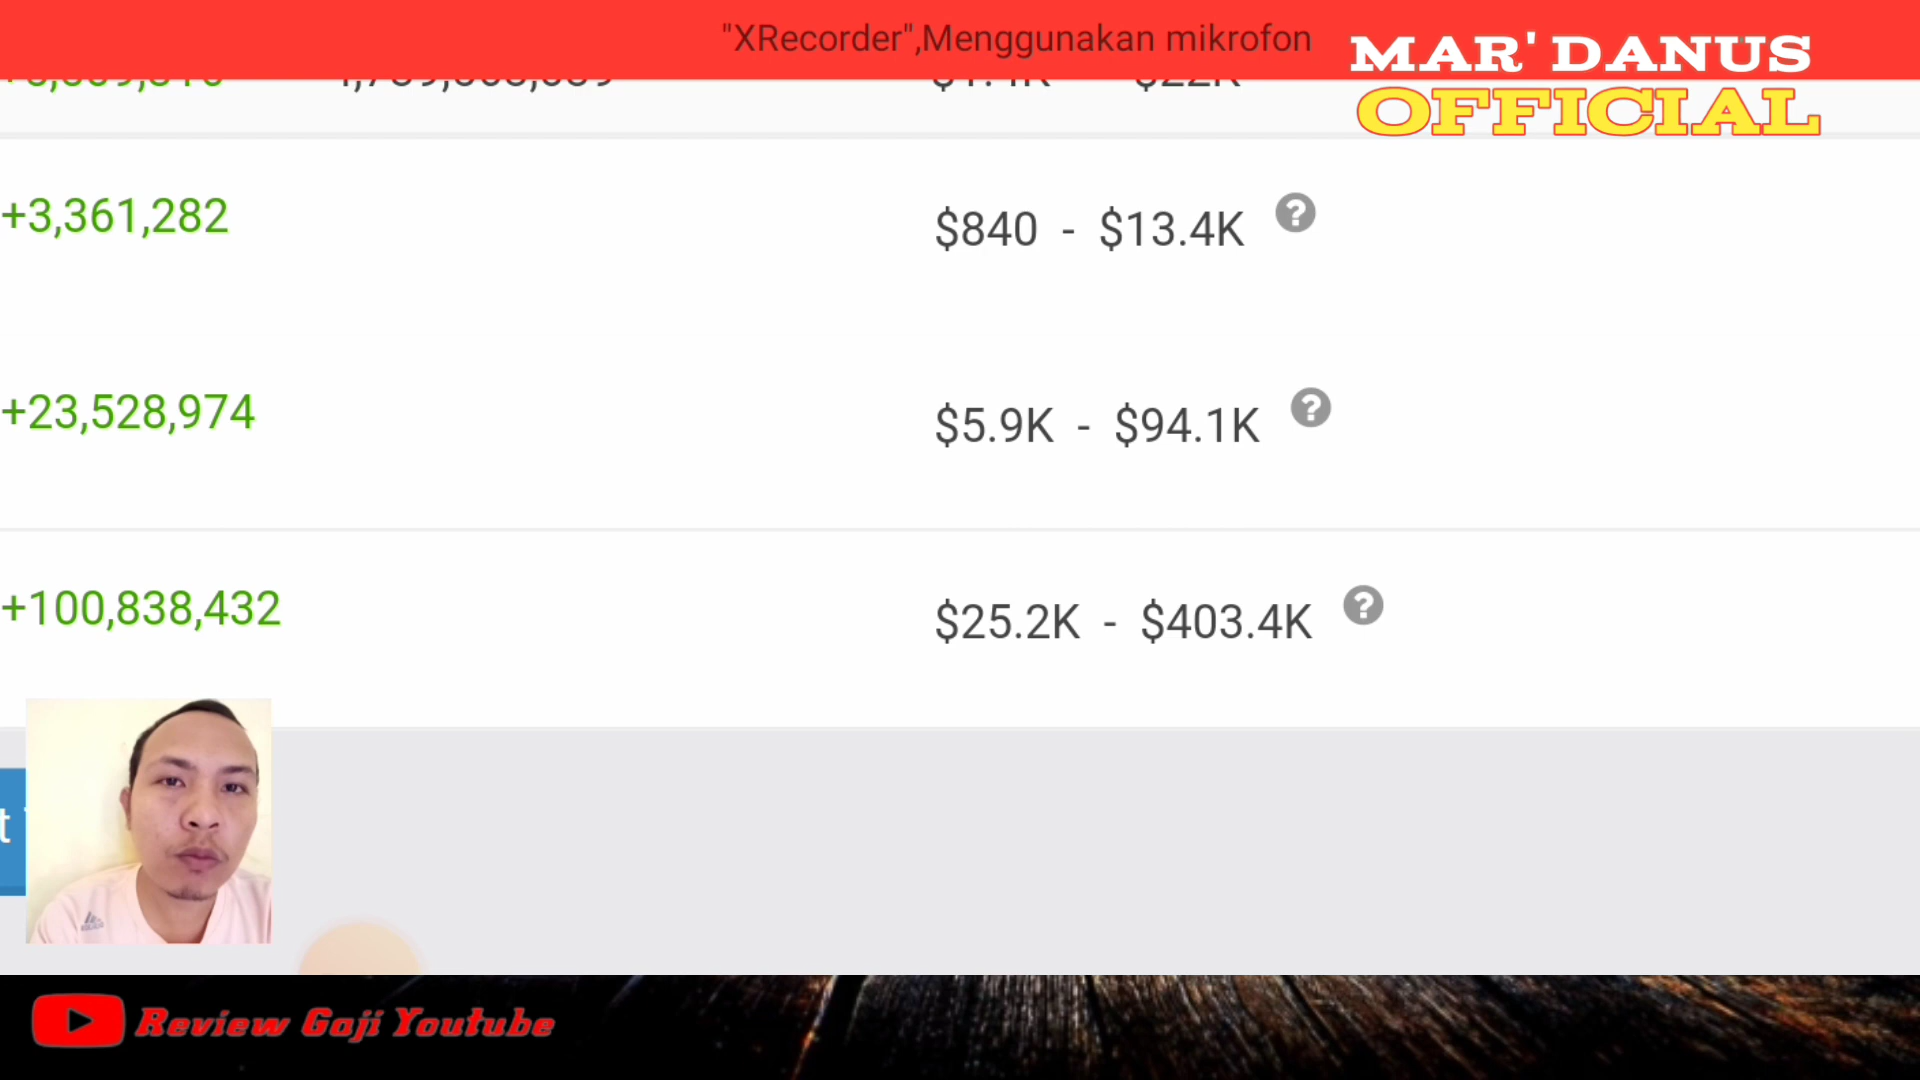 "XRecorder",Menggunakan mikrofon
MAR' DANUS
OFFICIAL
+3,361,282
$840 - $13.4K ?
+23,528,974
$5.9K - $94.1K ?
+100,838,432
$25.2K - $403.4K ?
t
Review Gaji Youtube